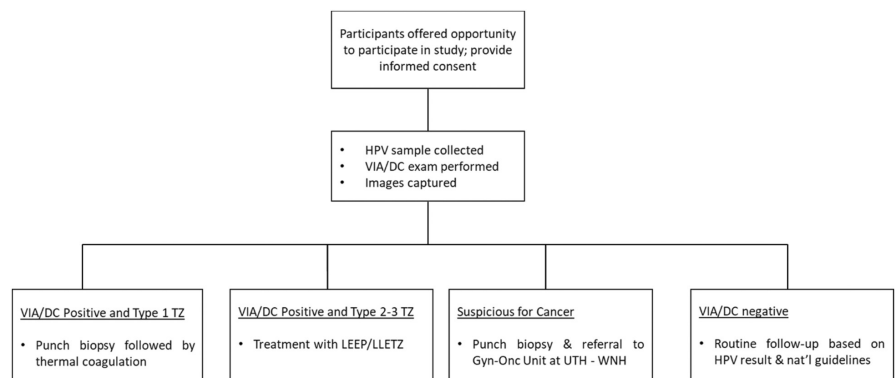 Participants offered opportunity
to participate in study; provide
informed consent
• HPV sample collected
• VIA/DC exam performed
• Images captured
VIA/DC Positive and Type 1 TZ
• Punch biopsy followed by
thermal coagulation
VIA/DC Positive and Type 2-3 TZ
• Treatment with LEEP/LLETZ
Suspicious for Cancer
• Punch biopsy & referral to
Gyn-Onc Unit at UTH - WNH
VIA/DC negative
• Routine follow-up based on
HPV result & nat'l guidelines